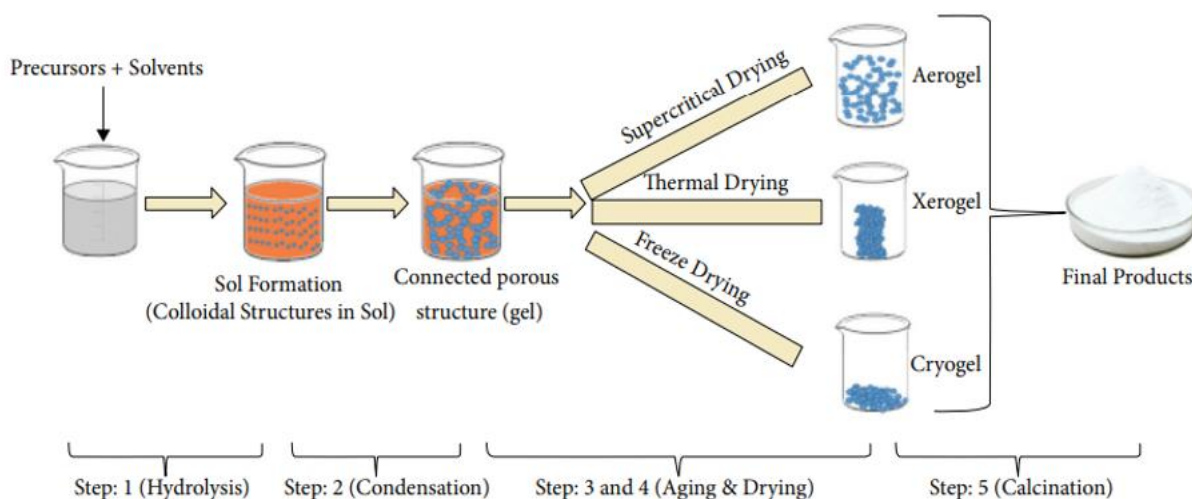 Precursors + Solvents
Sol Formation
(Colloidal Structures in Sol)
Connected porous
structure (gel)
Supercritical Drying
Thermal Drying
Freeze Drying
Aerogel
Xerogel
Cryogel
Final Products
Step: 1 (Hydrolysis)
Step: 2 (Condensation)
Step: 3 and 4 (Aging & Drying)
Step: 5 (Calcination)